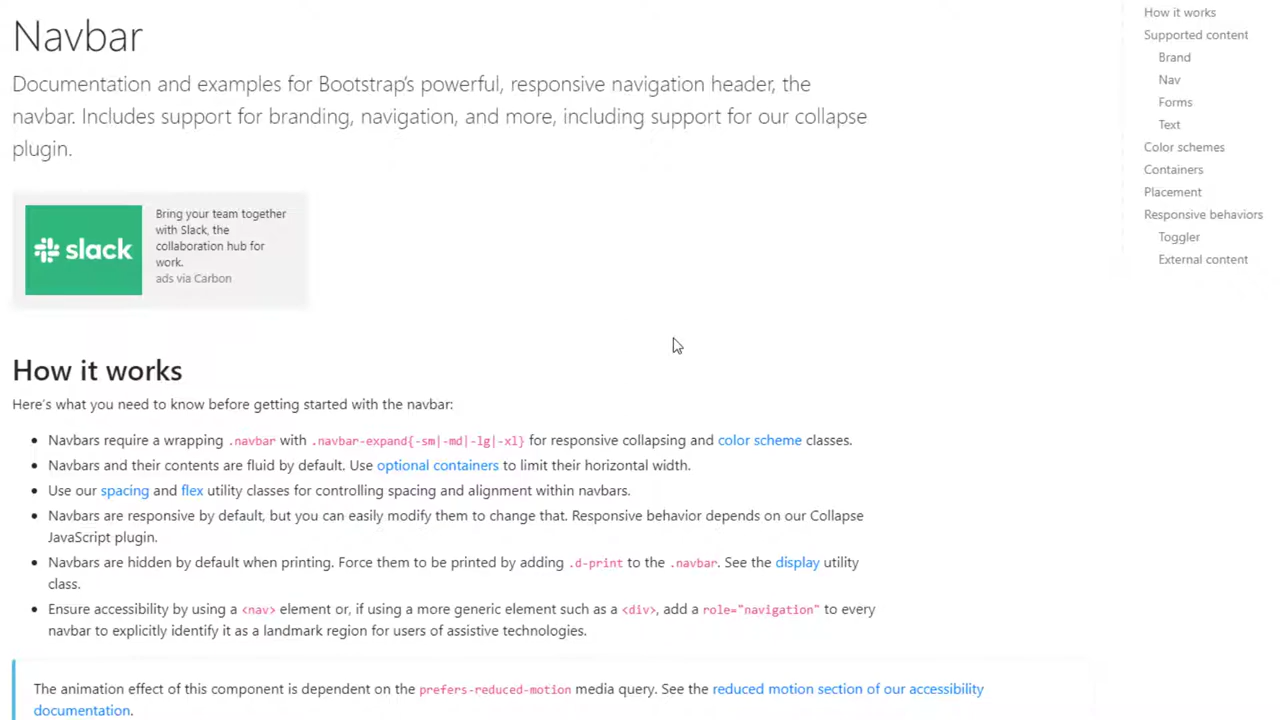 Navbar
Documentation and examples for Bootstrap's powerful, responsive navigation header, the
navbar. Includes support for branding, navigation, and more, including support for our collapse
plugin.
slack
Bring your team together
with Slack, the
collaboration hub for
work.
ads via Carbon
How it works
Here's what you need to know before getting started with the navbar:
Navbars require a wrapping .navbar with .navbar-expand{-sm|-md|-lg|-xl} for responsive collapsing and color scheme classes.
Navbars and their contents are fluid by default. Use optional containers to limit their horizontal width.
Use our spacing and flex utility classes for controlling spacing and alignment within navbars.
Navbars are responsive by default, but you can easily modify them to change that. Responsive behavior depends on our Collapse
JavaScript plugin.
Navbars are hidden by default when printing. Force them to be printed by adding .d-print to the .navbar. See the display utility
class.
Ensure accessibility by using a <nav> element or, if using a more generic element such as a <div>, add a role="navigation" to every
navbar to explicitly identify it as a landmark region for users of assistive technologies.
The animation effect of this component is dependent on the prefers-reduced-motion media query. See the reduced motion section of our accessibility
documentation.
How it works
Supported content
Brand
Nav
Forms
Text
Color schemes
Containers
Placement
Responsive behaviors
Toggler
External content